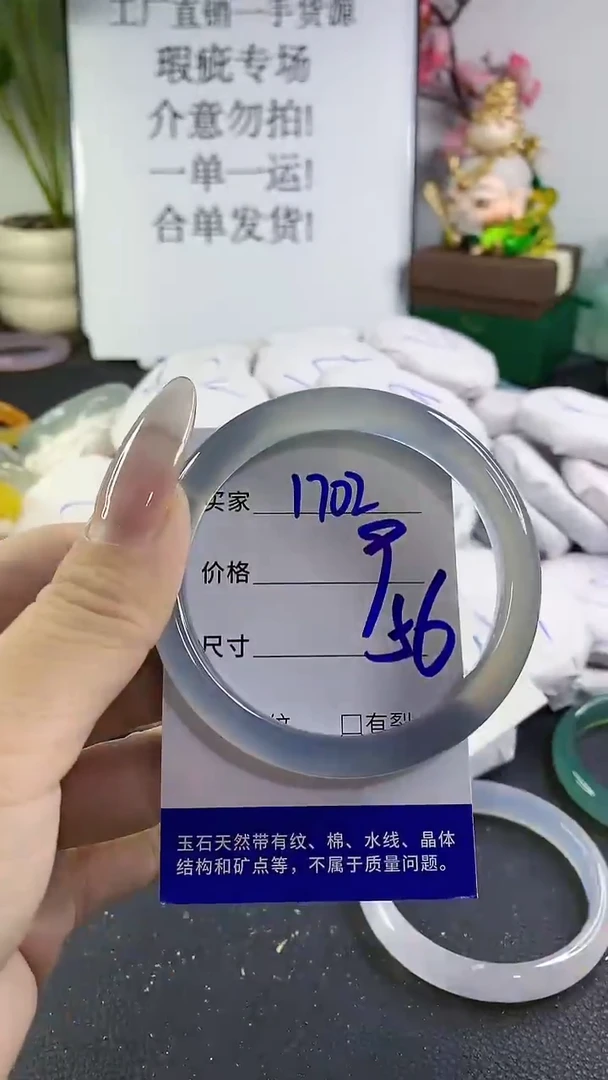 工厂直销一手货源
瑕疵专场
介意勿拍!
一单一运!
合单发货!
买家 1702
价格
尺寸 56
纹 □有裂
玉石天然带有纹、棉、水线、晶体
结构和矿点等，不属于质量问题。